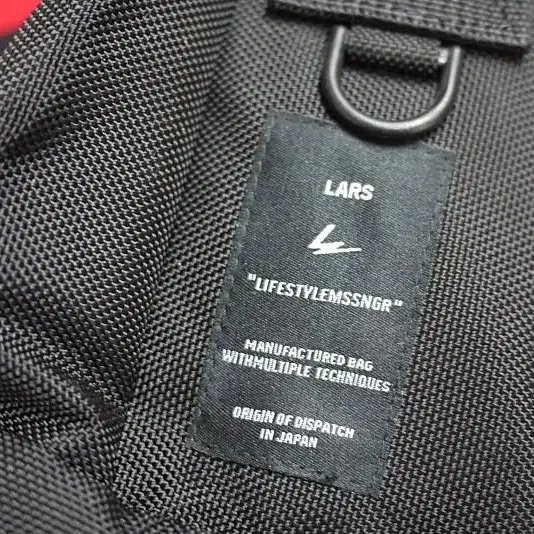 LARS
"LIFESTYLEMSSNGR"
MANUFACTURED BAG
WITHMULTIPLE TECHNIQUES
ORIGIN OF DISPATCH
IN JAPAN